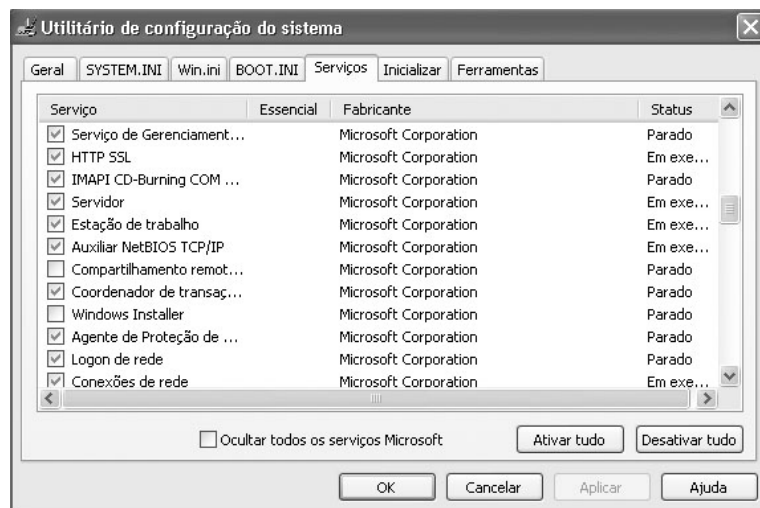 Utilitário de configuração do sistema
Geral SYSTEM.INI Win.ini BOOT.INI Serviços Inicializar Ferramentas
Serviço Essencial Fabricante Status
Serviço de Gerenciament... Microsoft Corporation Parado
HTTP SSL Microsoft Corporation Em exe...
IMAPI CD-Burning COM ... Microsoft Corporation Parado
Servidor Microsoft Corporation Em exe...
Estação de trabalho Microsoft Corporation Em exe...
Auxiliar NetBIOS TCP/IP Microsoft Corporation Em exe...
Compartilhamento remot... Microsoft Corporation Parado
Coordenador de transaç... Microsoft Corporation Parado
Windows Installer Microsoft Corporation Parado
Agente de Proteção de ... Microsoft Corporation Parado
Logon de rede Microsoft Corporation Parado
Conexões de rede Microsoft Corporation Em exe...
Ocultar todos os serviços Microsoft Ativar tudo Desativar tudo
OK Cancelar Aplicar Ajuda